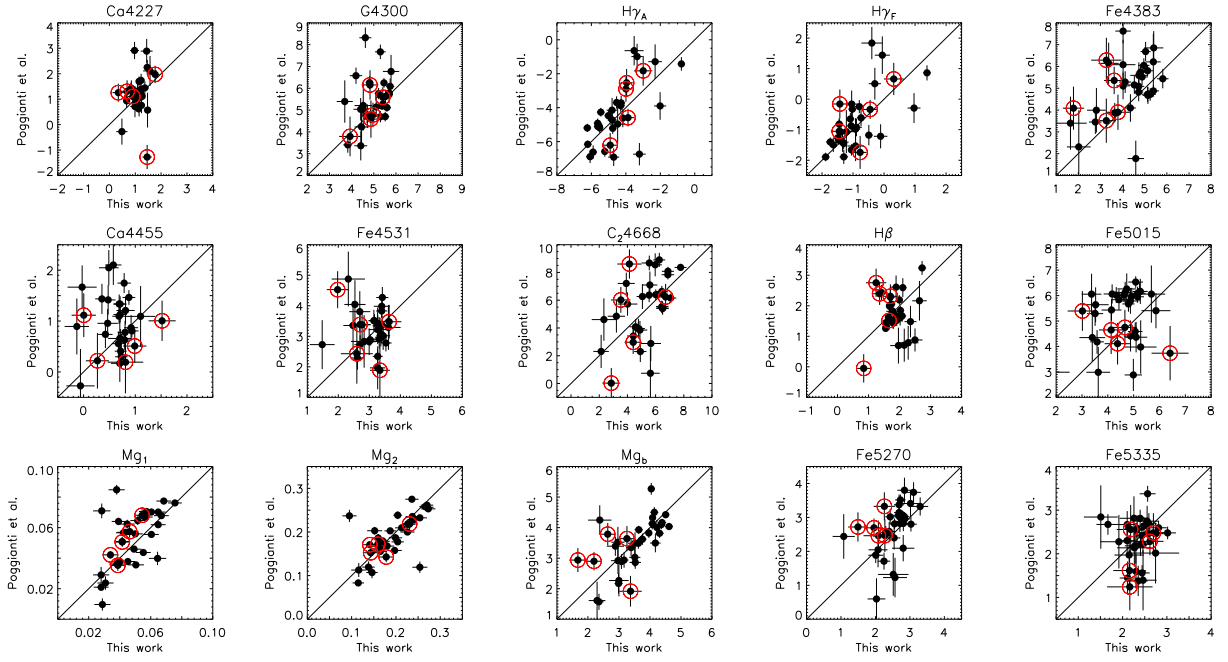 Ca4227
G4300
Hγ_A
Hγ_F
Fe4383
Poggianti et al.
4
3
2
1
0
−1
−2
−2 −1 0 1 2 3 4
This work
Poggianti et al.
9
8
7
6
5
4
3
2
2 3 4 5 6 7 8 9
This work
Poggianti et al.
0
−2
−4
−6
−8
−8 −6 −4 −2 0
This work
Poggianti et al.
2
1
0
−1
−2
−2 −1 0 1 2
This work
Poggianti et al.
8
7
6
5
4
3
2
1
1 2 3 4 5 6 7 8
This work
Ca4455
Fe4531
C₂4668
Hβ
Fe5015
Poggianti et al.
2
1
0
0 1 2
This work
Poggianti et al.
6
5
4
3
2
1
1 2 3 4 5 6
This work
Poggianti et al.
10
8
6
4
2
0
0 2 4 6 8 10
This work
Poggianti et al.
4
3
2
1
0
−1
−1 0 1 2 3 4
This work
Poggianti et al.
8
7
6
5
4
3
2
2 3 4 5 6 7 8
This work
Mg₁
Mg₂
Mg_b
Fe5270
Fe5335
Poggianti et al.
0.10
0.06
0.02
0.02 0.06 0.10
This work
Poggianti et al.
0.3
0.2
0.1
0.0
0.0 0.1 0.2 0.3
This work
Poggianti et al.
6
5
4
3
2
1
1 2 3 4 5 6
This work
Poggianti et al.
4
3
2
1
0
0 1 2 3 4
This work
Poggianti et al.
4
3
2
1
1 2 3 4
This work